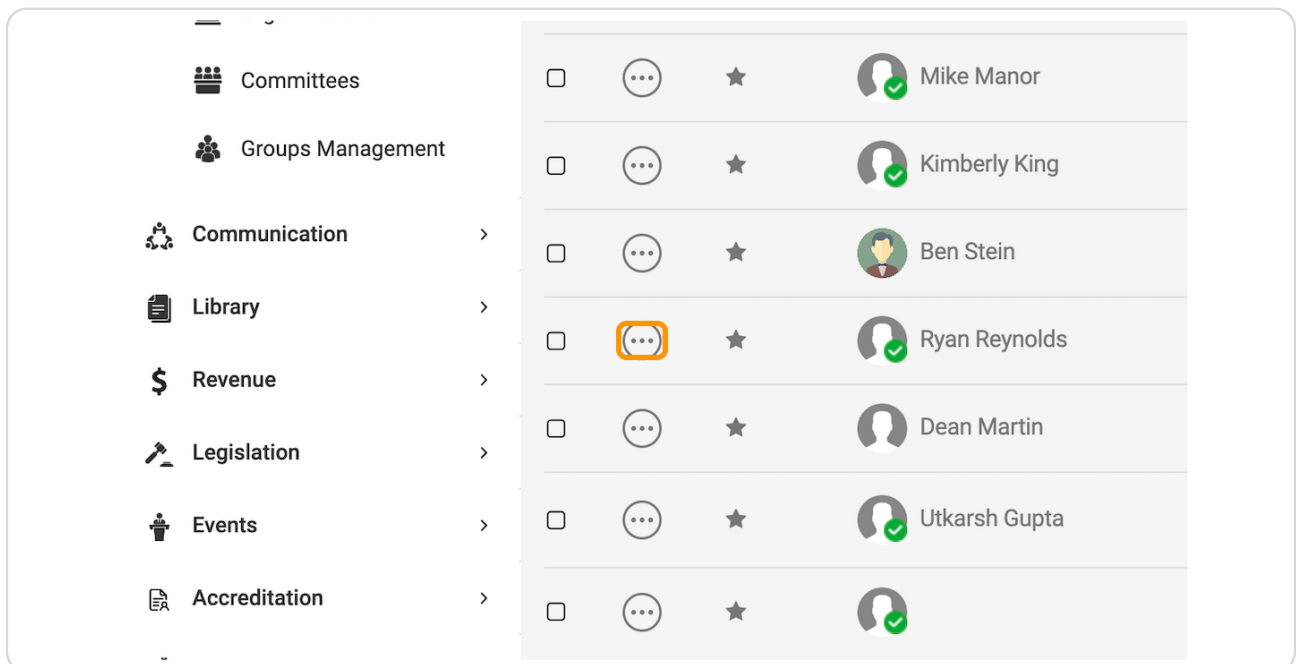 Committees
Groups Management
Communication
Library
Revenue
Legislation
Events
Accreditation
Mike Manor
Kimberly King
Ben Stein
Ryan Reynolds
Dean Martin
Utkarsh Gupta